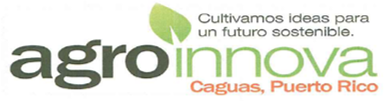 Cultivamos ideas para
un futuro sostenible.
agroinnova
Caguas, Puerto Rico